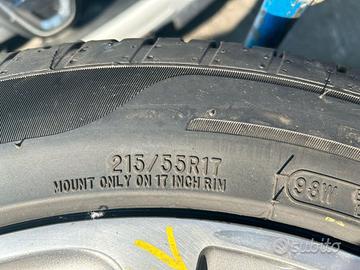 215/55R17
MOUNT ONLY ON 17 INCH RIM
98W
subito